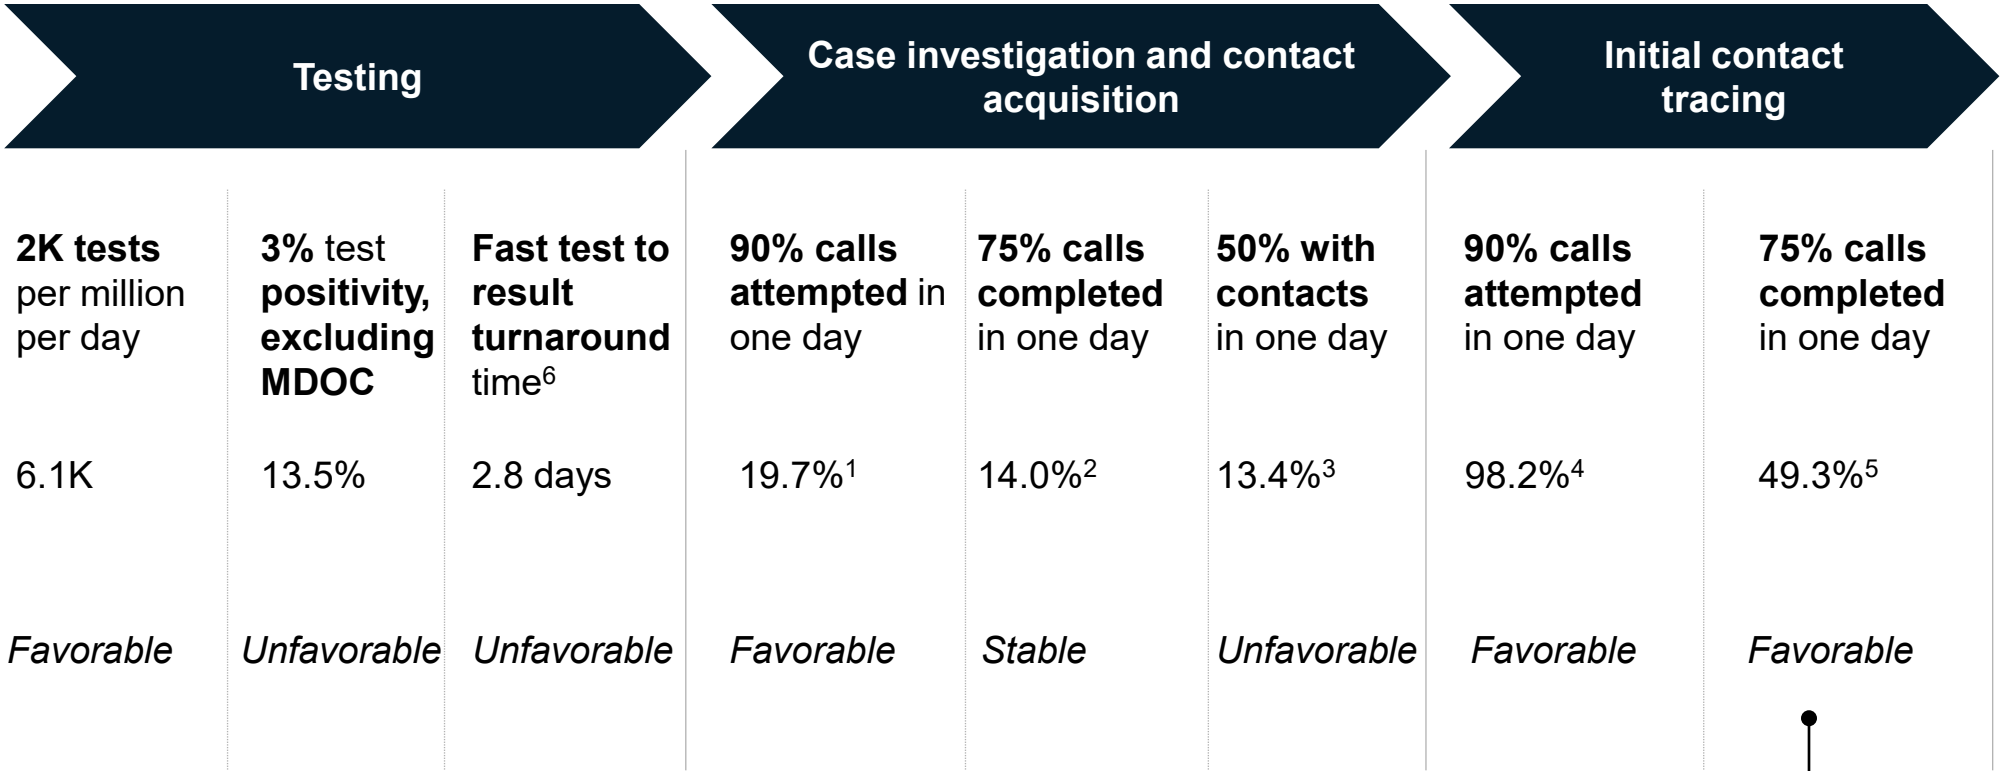 Testing
Case investigation and contact
acquisition
Initial contact
tracing
2K tests
per million
per day
3% test
positivity,
excluding
MDOC
Fast test to
result
turnaround
time⁶
90% calls
attempted in
one day
75% calls
completed
in one day
50% with
contacts
in one day
90% calls
attempted
in one day
75% calls
completed
in one day
6.1K
13.5%
2.8 days
19.7%¹
14.0%²
13.4%³
98.2%⁴
49.3%⁵
Favorable
Unfavorable
Unfavorable
Favorable
Stable
Unfavorable
Favorable
Favorable